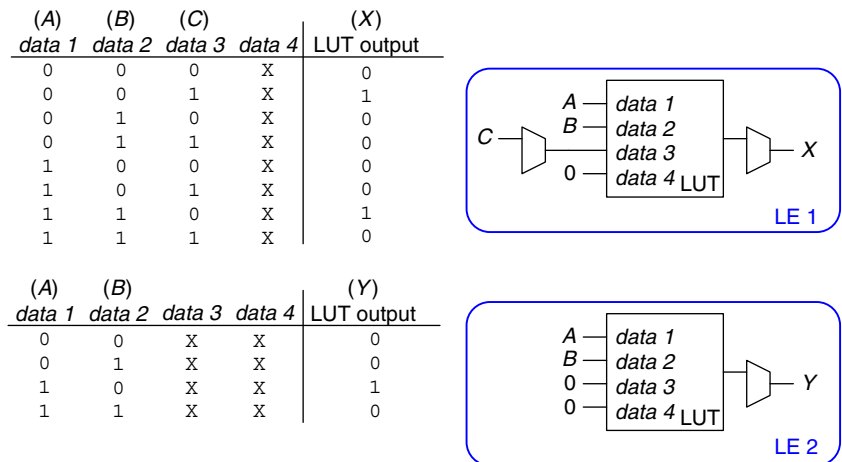 (A) (B) (C) (X)
data 1 data 2 data 3 data 4 LUT output
0 0 0 X 0
0 0 1 X 1
0 1 0 X 0
0 1 1 X 0
1 0 0 X 0
1 0 1 X 0
1 1 0 X 1
1 1 1 X 0
A data 1
B data 2
C data 3 X
0 data 4 LUT
LE 1
(A) (B) (Y)
data 1 data 2 data 3 data 4 LUT output
0 0 X X 0
0 1 X X 0
1 0 X X 1
1 1 X X 0
A data 1
B data 2
0 data 3 Y
0 data 4 LUT
LE 2